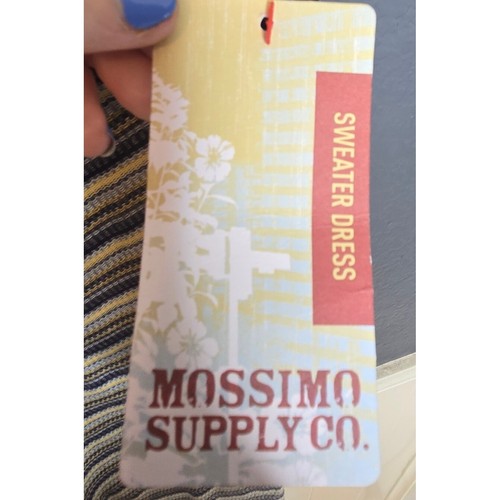 SWEATER DRESS
MOSSIMO
SUPPLY CO.